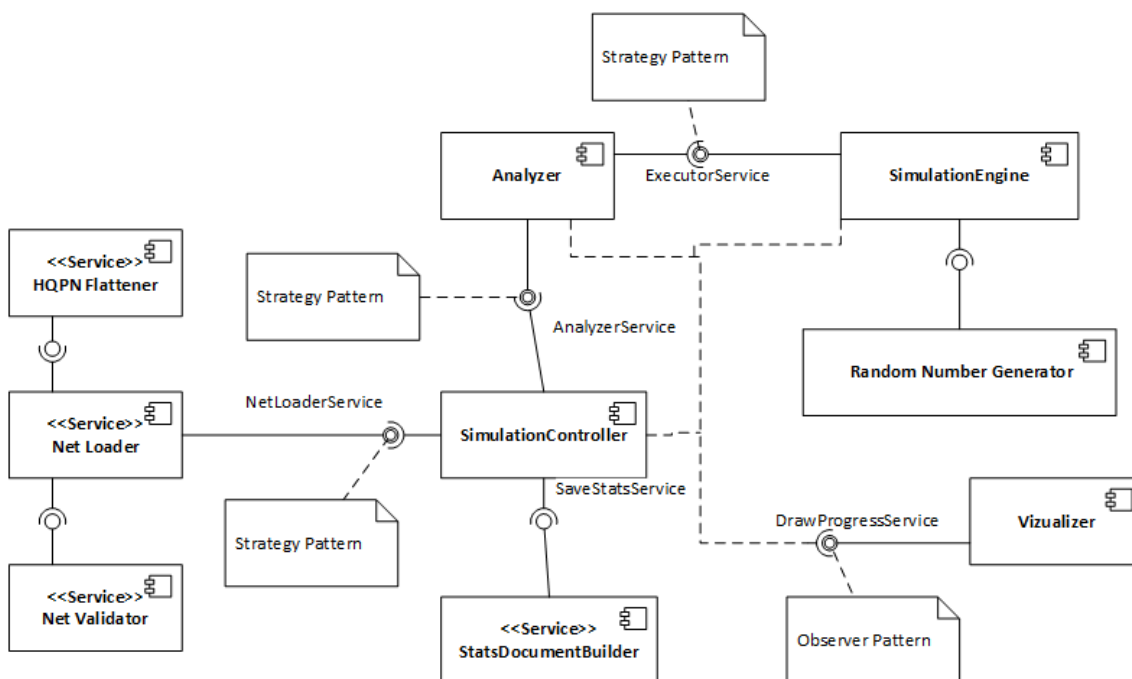 Strategy Pattern
Analyzer
ExecutorService
SimulationEngine
<<Service>>
HQPN Flattener
Strategy Pattern
AnalyzerService
Random Number Generator
NetLoaderService
<<Service>>
Net Loader
SimulationController
SaveStatsService
Strategy Pattern
DrawProgressService
Vizualizer
<<Service>>
Net Validator
<<Service>>
StatsDocumentBuilder
Observer Pattern